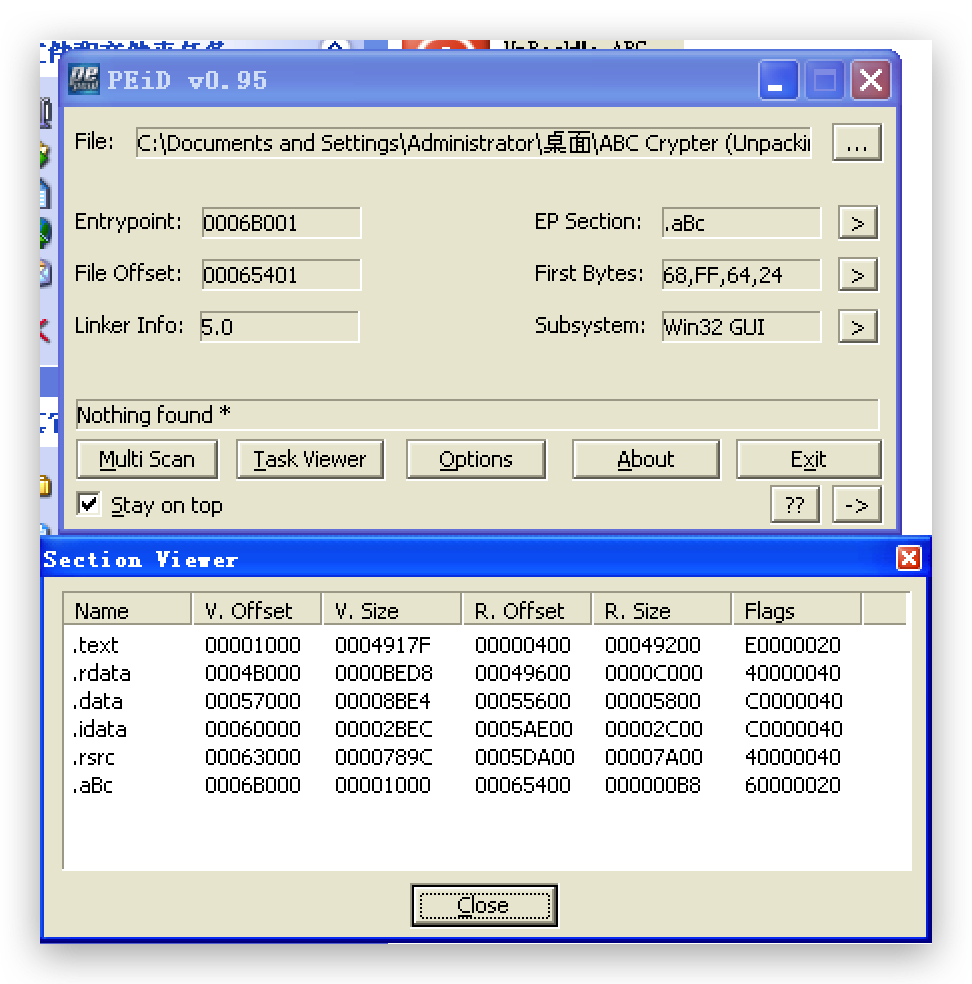 PEiD v0.95
File: C:\Documents and Settings\Administrator\桌面\ABC Crypter (Unpackin ...
Entrypoint: 0006B001 EP Section: .aBc >
File Offset: 00065401 First Bytes: 68,FF,64,24 >
Linker Info: 5.0 Subsystem: Win32 GUI >
Nothing found *
Multi Scan Task Viewer Options About Exit
Stay on top ?? ->
Section Viewer
Name V. Offset V. Size R. Offset R. Size Flags
.text 00001000 0004917F 00000400 00049200 E0000020
.rdata 0004B000 0000BED8 00049600 0000C000 40000040
.data 00057000 00008BE4 00055600 00005800 C0000040
.idata 00060000 00002BEC 0005AE00 00002C00 C0000040
.rsrc 00063000 0000789C 0005DA00 00007A00 40000040
.aBc 0006B000 00001000 00065400 000000B8 60000020
Close